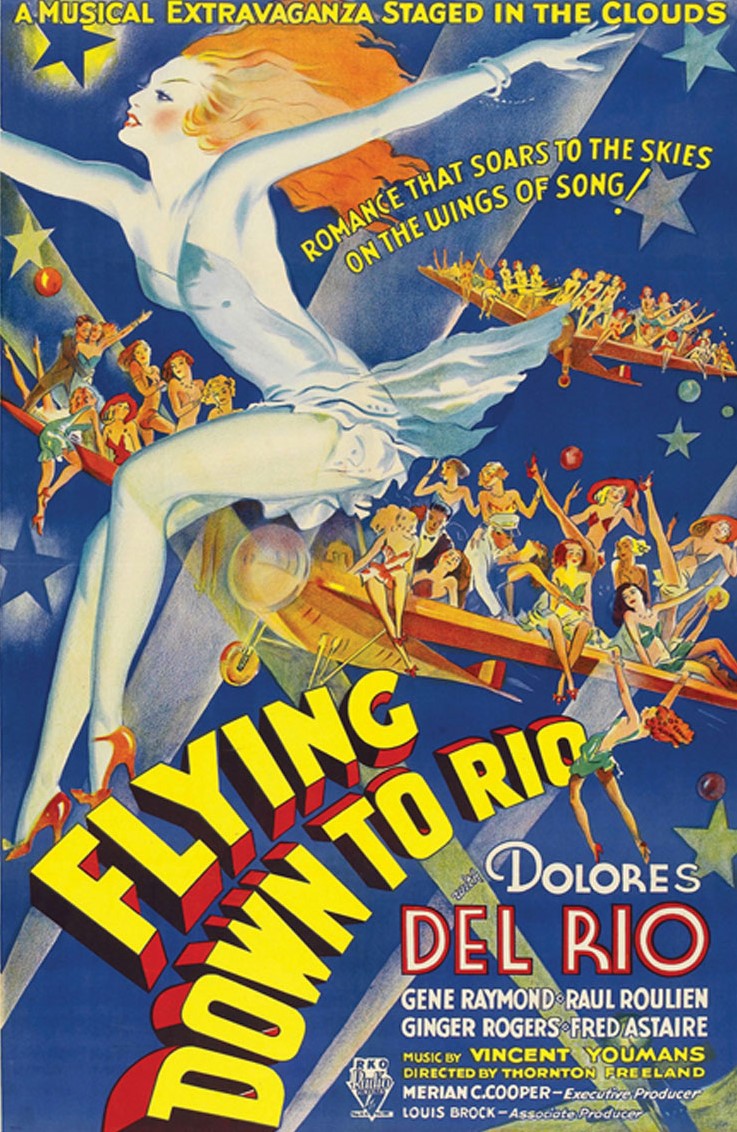 A MUSICAL EXTRAVAGANZA STAGED IN THE CLOUDS
ROMANCE THAT SOARS TO THE SKIES
ON THE WINGS OF SONG!
FLYING
DOWN TO RIO
DOLORES
DEL RIO
GENE RAYMOND RAUL ROULIEN
GINGER ROGERS FRED ASTAIRE
MUSIC BY VINCENT YOUMANS
DIRECTED BY THORNTON FREELAND
MERIAN C. COOPER - Executive Producer
LOUIS BROCK - Associate Producer
RKO
Radio